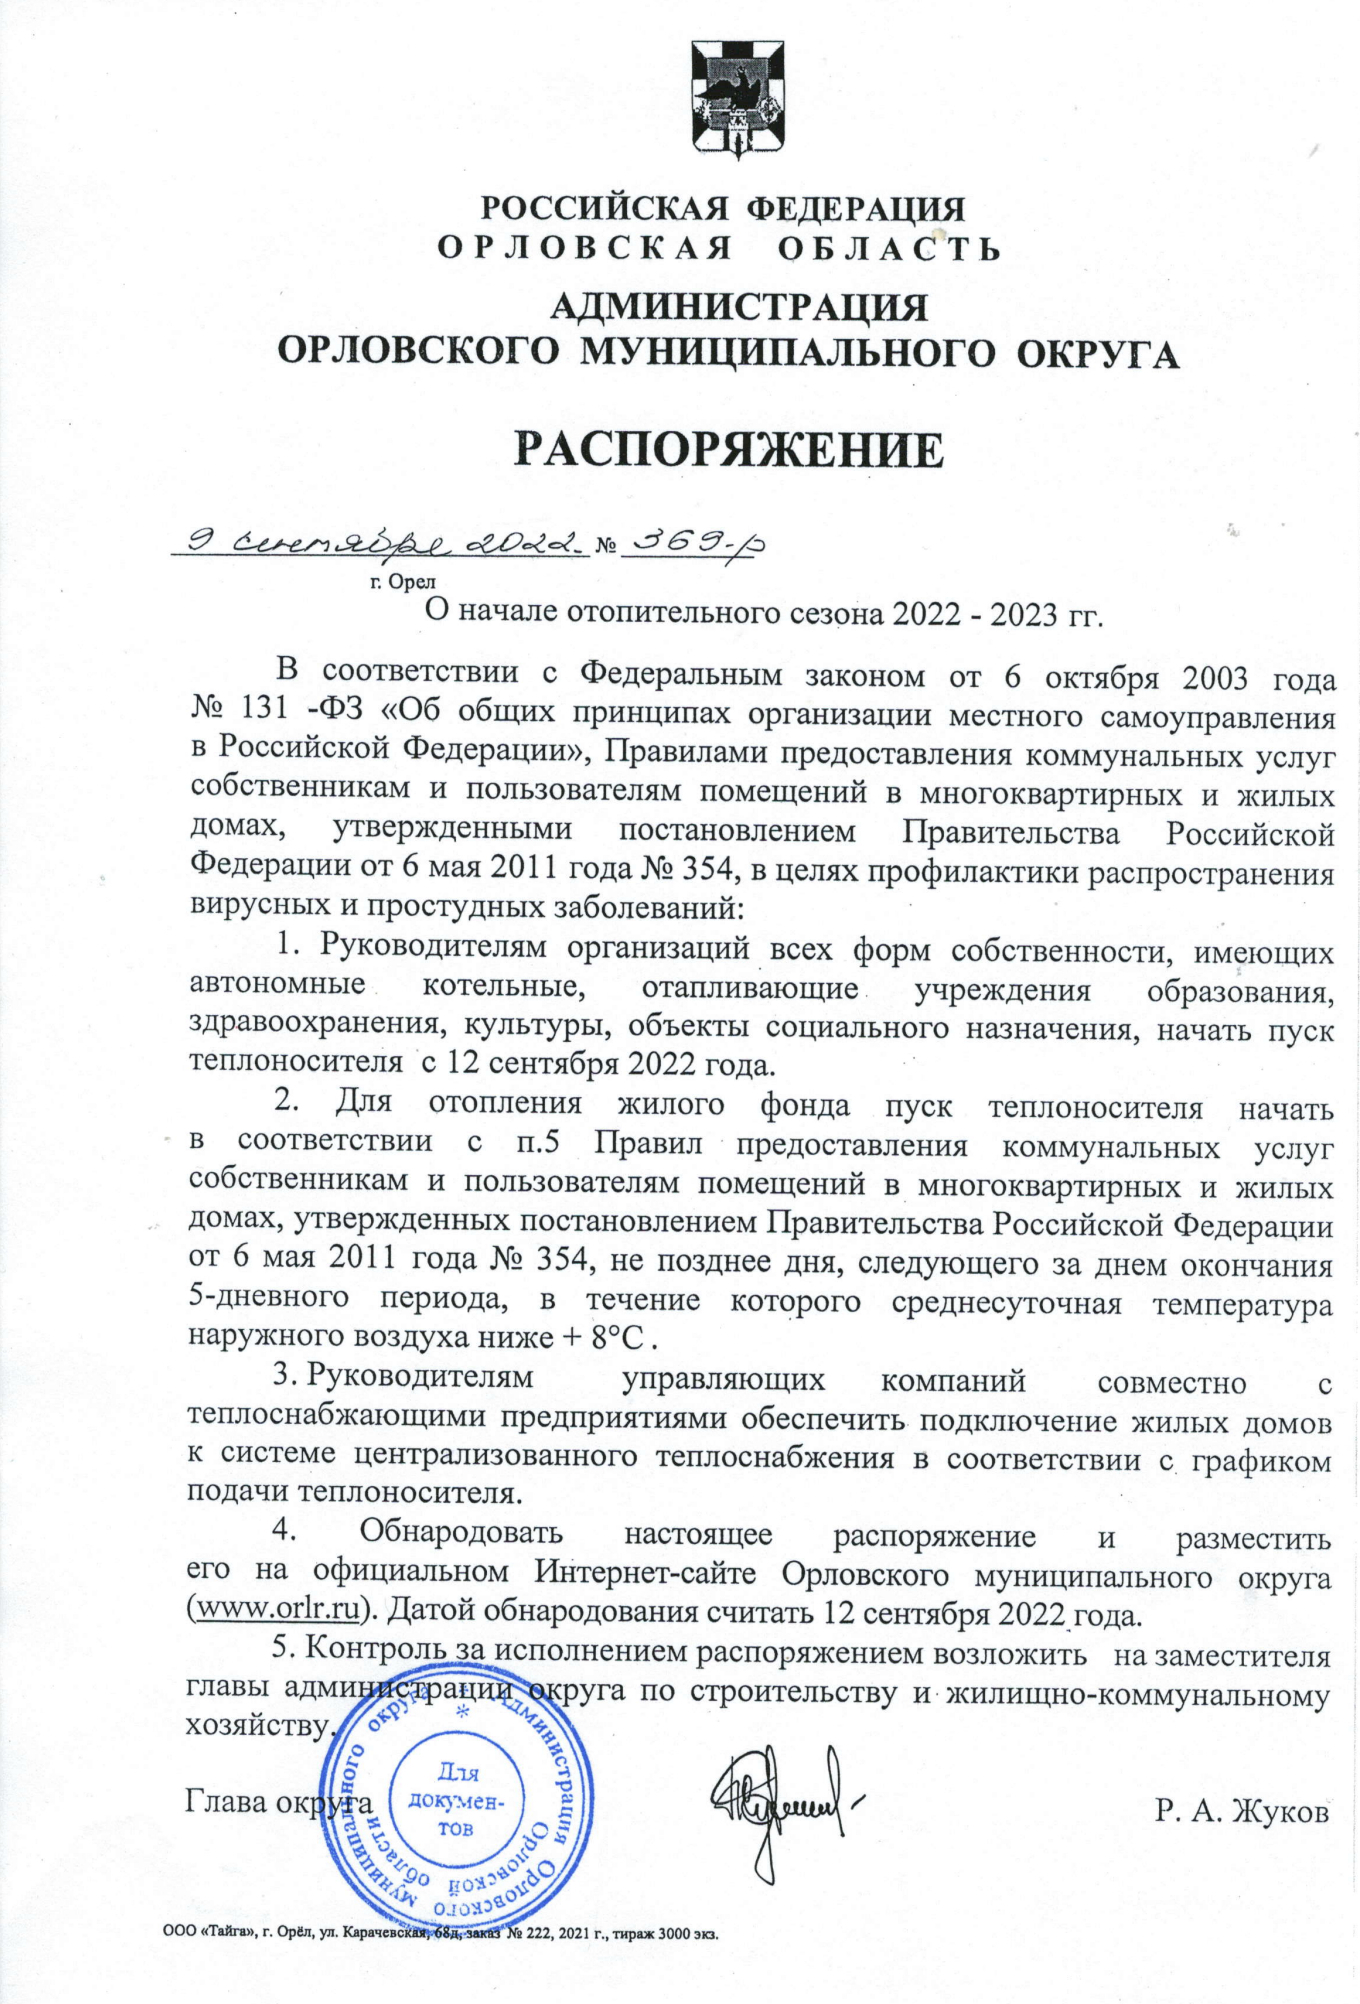 РОССИЙСКАЯ ФЕДЕРАЦИЯ
ОРЛОВСКАЯ ОБЛАСТЬ
АДМИНИСТРАЦИЯ
ОРЛОВСКОГО МУНИЦИПАЛЬНОГО ОКРУГА
РАСПОРЯЖЕНИЕ
9 сентября 2022. № 369-р
г. Орел
О начале отопительного сезона 2022 - 2023 гг.
В соответствии с Федеральным законом от 6 октября 2003 года
№ 131 -ФЗ «Об общих принципах организации местного самоуправления
в Российской Федерации», Правилами предоставления коммунальных услуг
собственникам и пользователям помещений в многоквартирных и жилых
домах, утвержденными постановлением Правительства Российской
Федерации от 6 мая 2011 года № 354, в целях профилактики распространения
вирусных и простудных заболеваний:
1. Руководителям организаций всех форм собственности, имеющих
автономные котельные, отапливающие учреждения образования,
здравоохранения, культуры, объекты социального назначения, начать пуск
теплоносителя с 12 сентября 2022 года.
2. Для отопления жилого фонда пуск теплоносителя начать
в соответствии с п.5 Правил предоставления коммунальных услуг
собственникам и пользователям помещений в многоквартирных и жилых
домах, утвержденных постановлением Правительства Российской Федерации
от 6 мая 2011 года № 354, не позднее дня, следующего за днем окончания
5-дневного периода, в течение которого среднесуточная температура
наружного воздуха ниже + 8°С .
3. Руководителям управляющих компаний совместно с
теплоснабжающими предприятиями обеспечить подключение жилых домов
к системе централизованного теплоснабжения в соответствии с графиком
подачи теплоносителя.
4. Обнародовать настоящее распоряжение и разместить
его на официальном Интернет-сайте Орловского муниципального округа
(www.orlr.ru). Датой обнародования считать 12 сентября 2022 года.
5. Контроль за исполнением распоряжением возложить на заместителя
главы администрации округа по строительству и жилищно-коммунальному
хозяйству.
Глава округа
Р. А. Жуков
* Администрация Орловского муниципального округа *
Орловской области
Для
докумен-
тов
ООО «Тайга», г. Орёл, ул. Карачевская, 68д, заказ № 222, 2021 г., тираж 3000 экз.